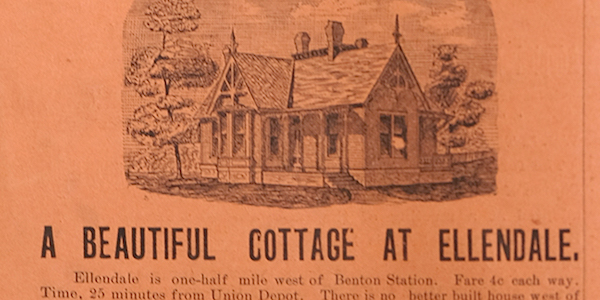 A BEAUTIFUL COTTAGE AT ELLENDALE.
Ellendale is one-half mile west of Benton Station. Fare 4c each way.
Time, 25 minutes from Union Depot. There is no better built house west of